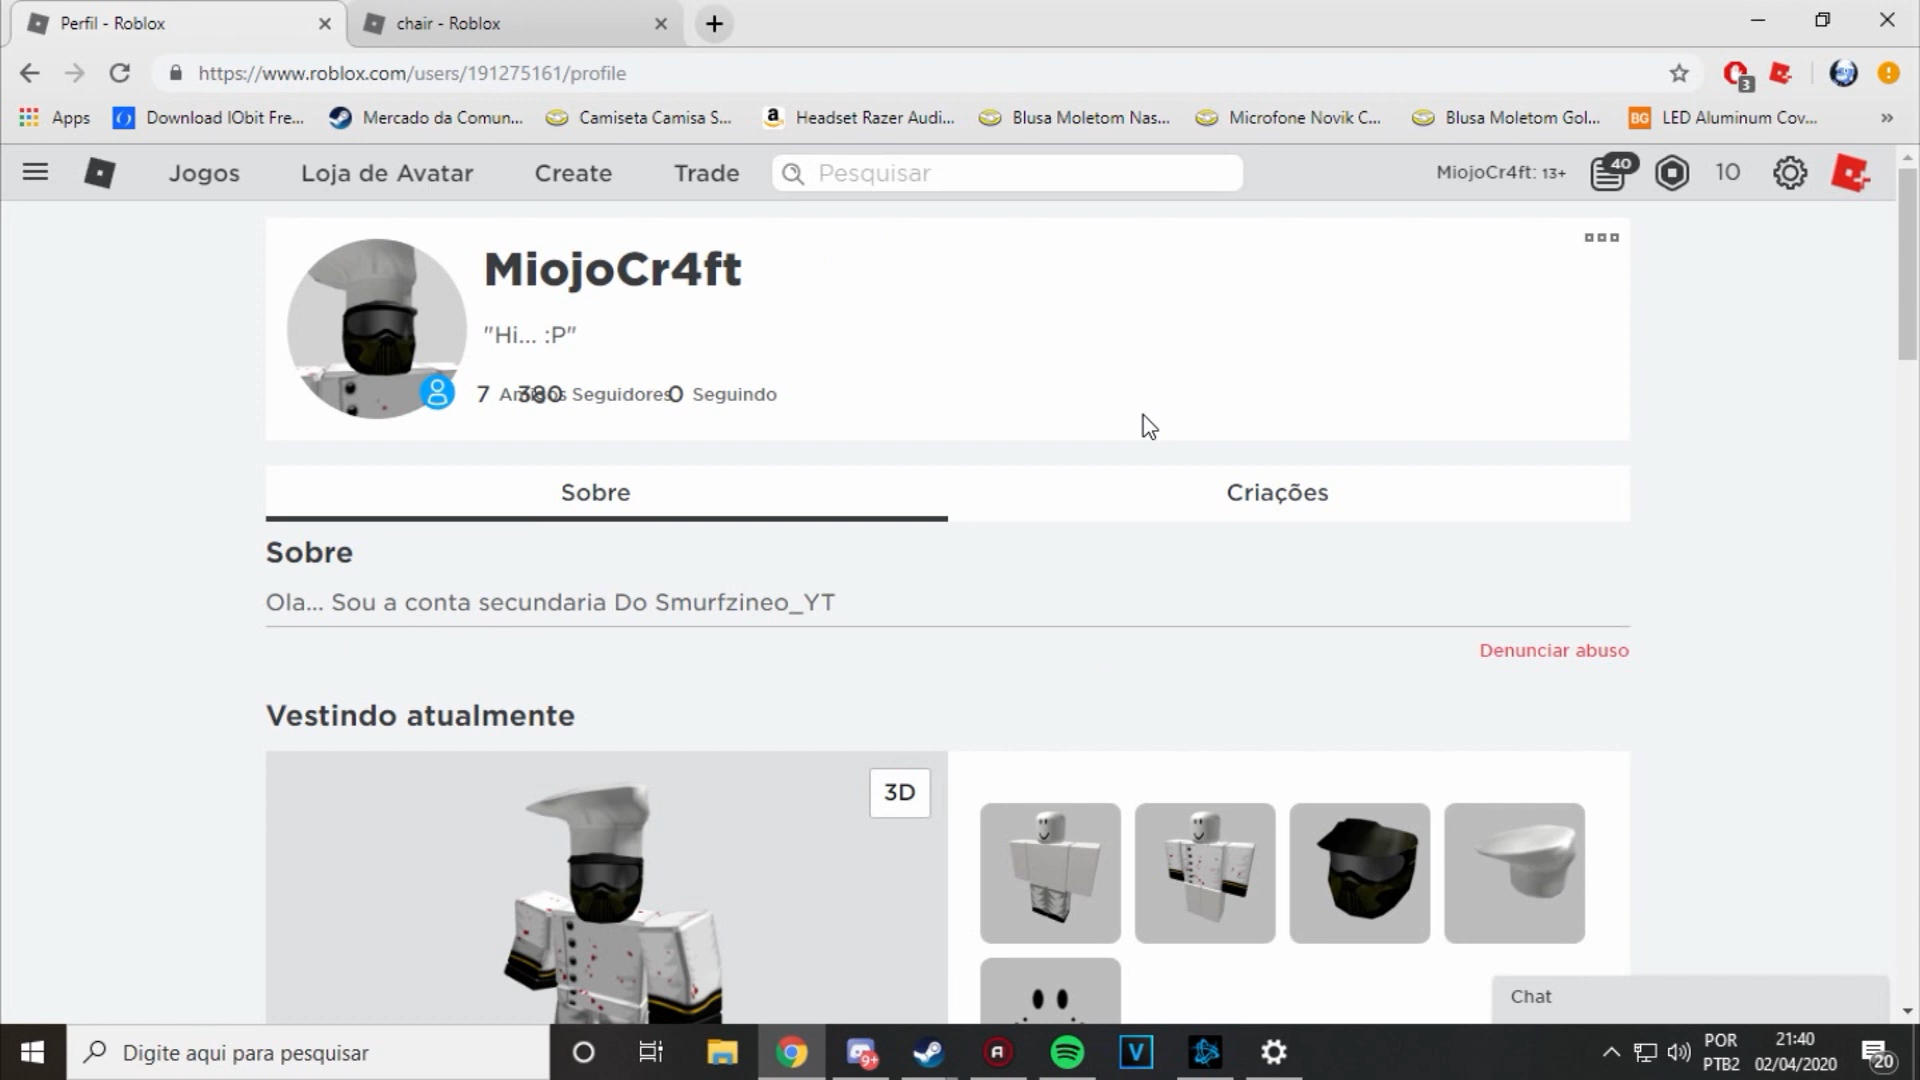 Perfil - Roblox
chair - Roblox
https://www.roblox.com/users/191275161/profile
3
Apps
Download IObit Fre...
Mercado da Comun...
Camiseta Camisa S...
Headset Razer Audi...
Blusa Moletom Nas...
Microfone Novik C...
Blusa Moletom Gol...
BG LED Aluminum Cov...
Jogos
Loja de Avatar
Create
Trade
Pesquisar
MiojoCr4ft: 13+
40
10
MiojoCr4ft
"Hi... :P"
7 Amigos 380 Seguidores 0 Seguindo
Sobre
Criações
Sobre
Ola... Sou a conta secundaria Do Smurfzineo_YT
Denunciar abuso
Vestindo atualmente
3D
Chat
Digite aqui para pesquisar
9+
POR
PTB2
21:40
02/04/2020
20